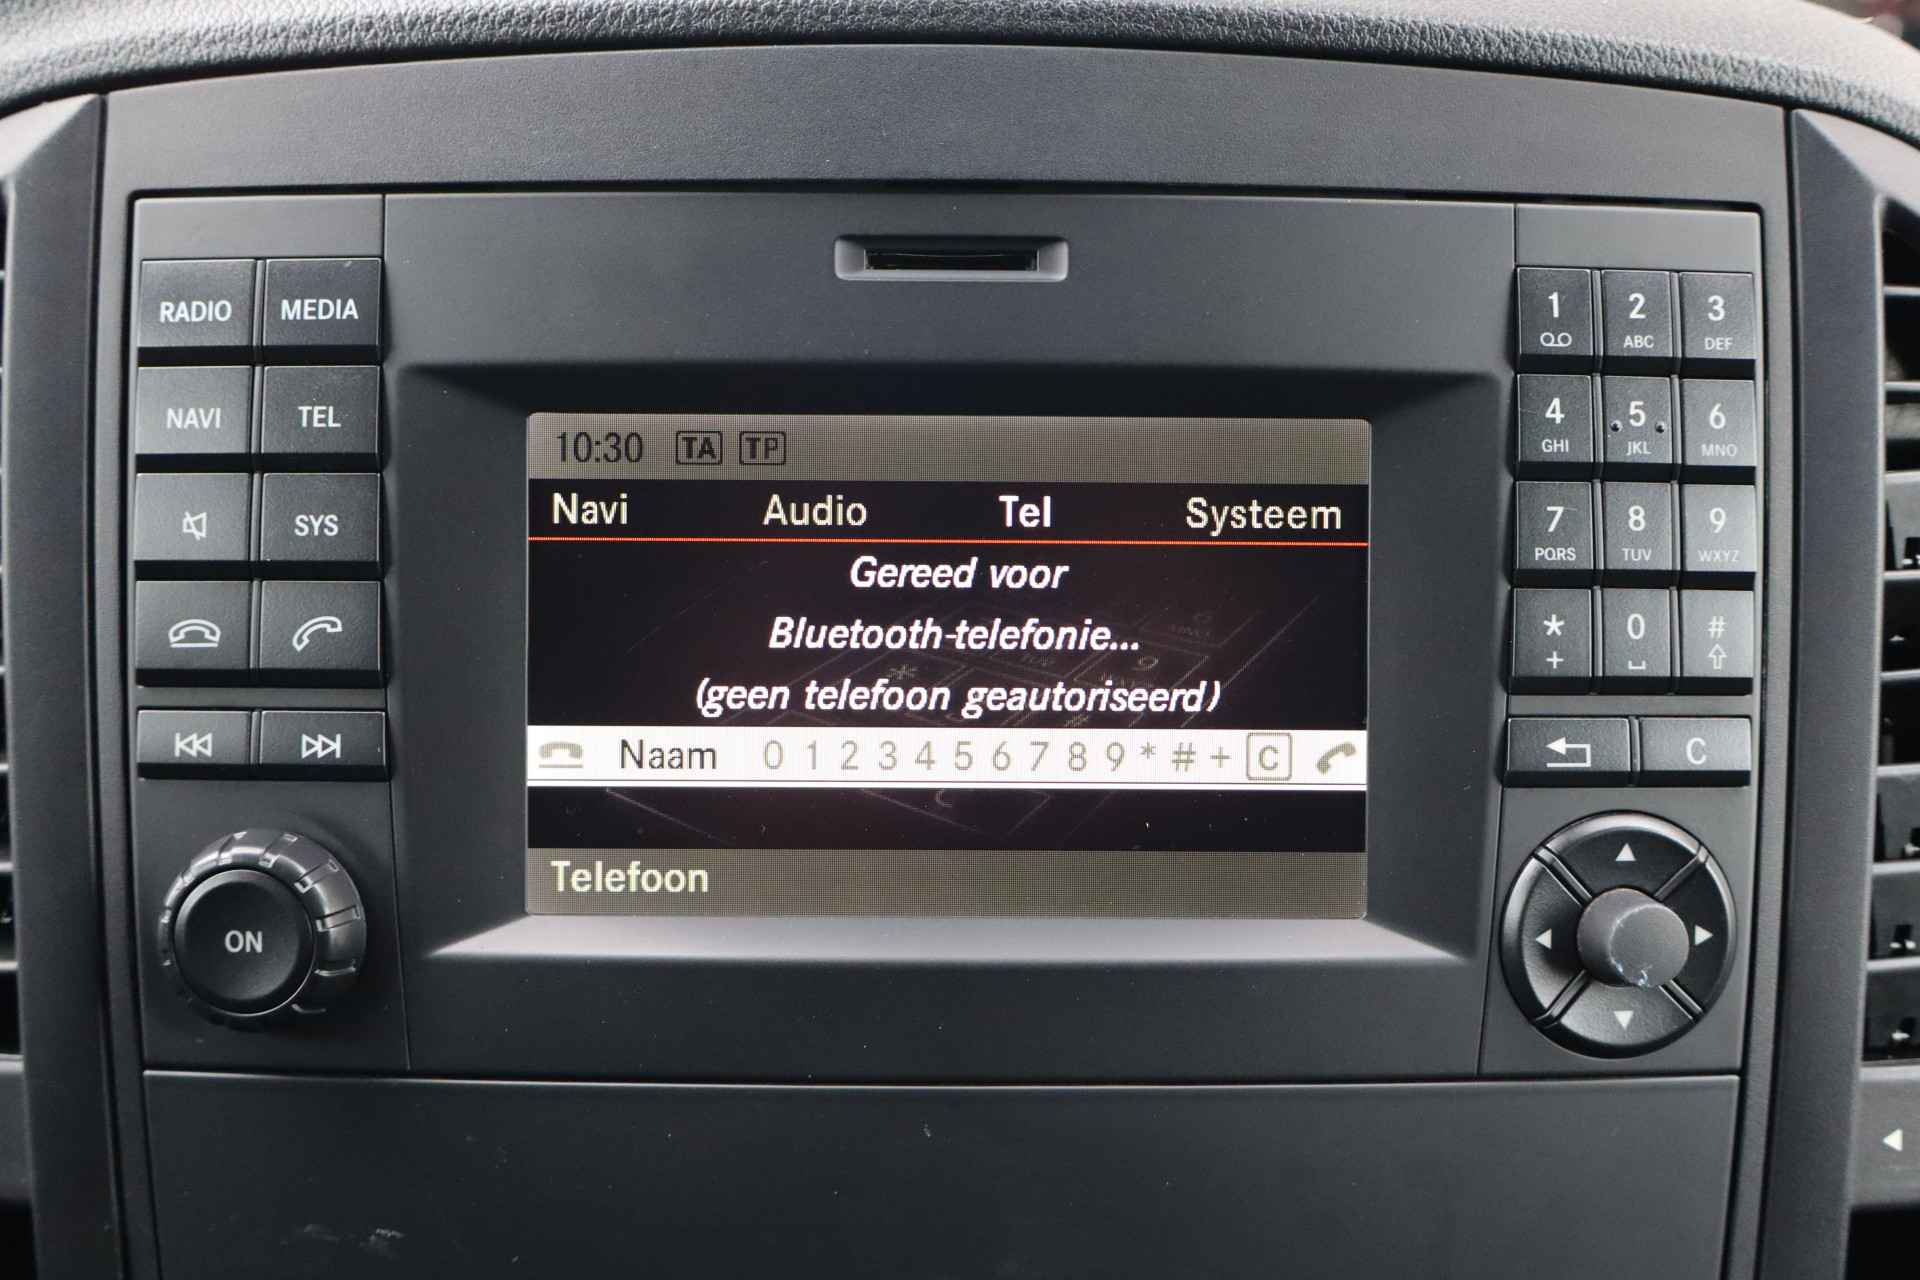 RADIO MEDIA
NAVI TEL
SYS
ON
10:30 TA TP
Navi Audio Tel Systeem
Gereed voor
Bluetooth-telefonie...
(geen telefoon geautoriseerd)
Naam 0 1 2 3 4 5 6 7 8 9 * # + C
Telefoon
1 2 3
ABC DEF
4 5 6
GHI JKL MNO
7 8 9
PQRS TUV WXYZ
* 0 #
+
C